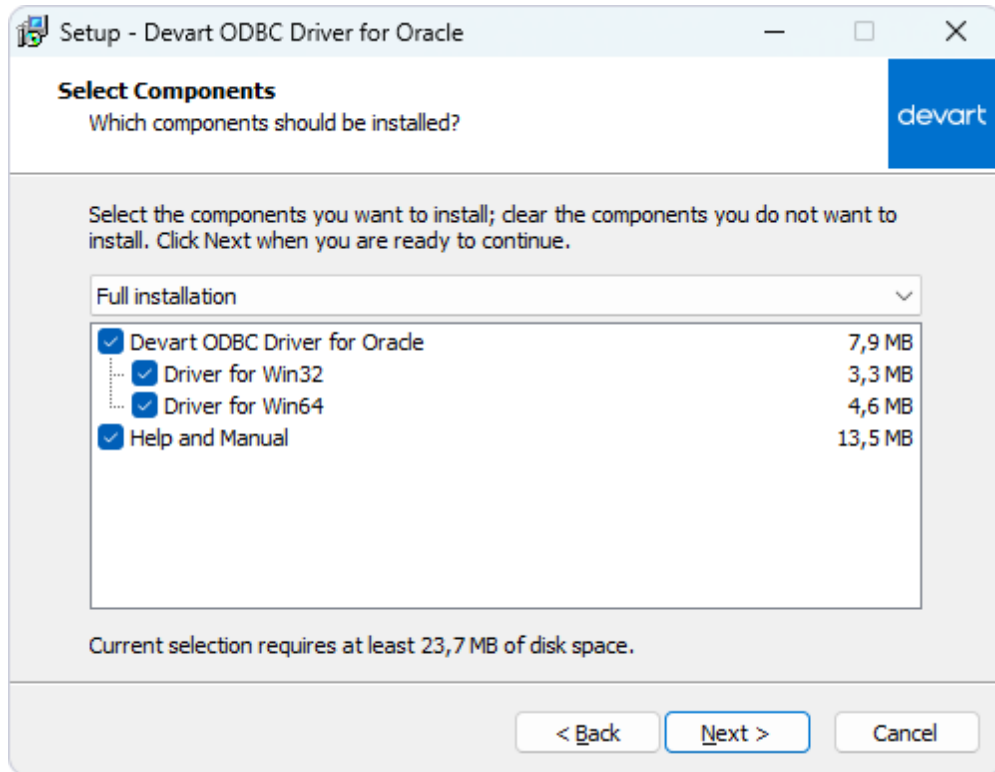 Setup - Devart ODBC Driver for Oracle
Select Components
Which components should be installed?
devart
Select the components you want to install; clear the components you do not want to
install. Click Next when you are ready to continue.
Full installation
Devart ODBC Driver for Oracle 7,9 MB
Driver for Win32 3,3 MB
Driver for Win64 4,6 MB
Help and Manual 13,5 MB
Current selection requires at least 23,7 MB of disk space.
< Back Next > Cancel